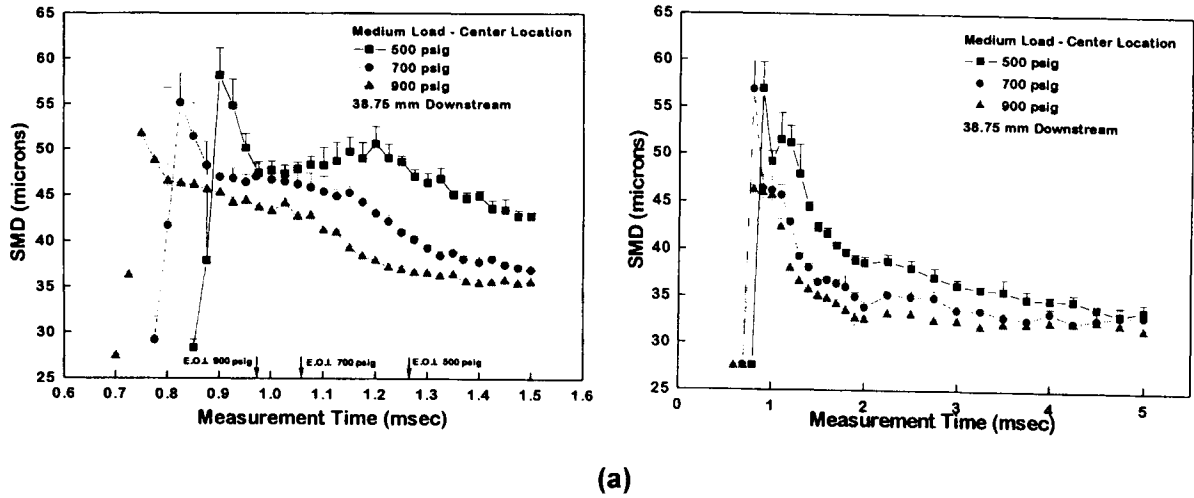 65
60
55
50
45
40
35
30
25
SMD (microns)
Medium Load - Center Location
500 psig
700 psig
900 psig
38.75 mm Downstream
E.O.I. 900 psig
E.O.I. 700 psig
E.O.I. 500 psig
0.6 0.7 0.8 0.9 1.0 1.1 1.2 1.3 1.4 1.5 1.6
Measurement Time (msec)
65
60
55
50
45
40
35
30
25
SMD (microns)
Medium Load - Center Location
500 psig
700 psig
900 psig
38.75 mm Downstream
0 1 2 3 4 5
Measurement Time (msec)
(a)